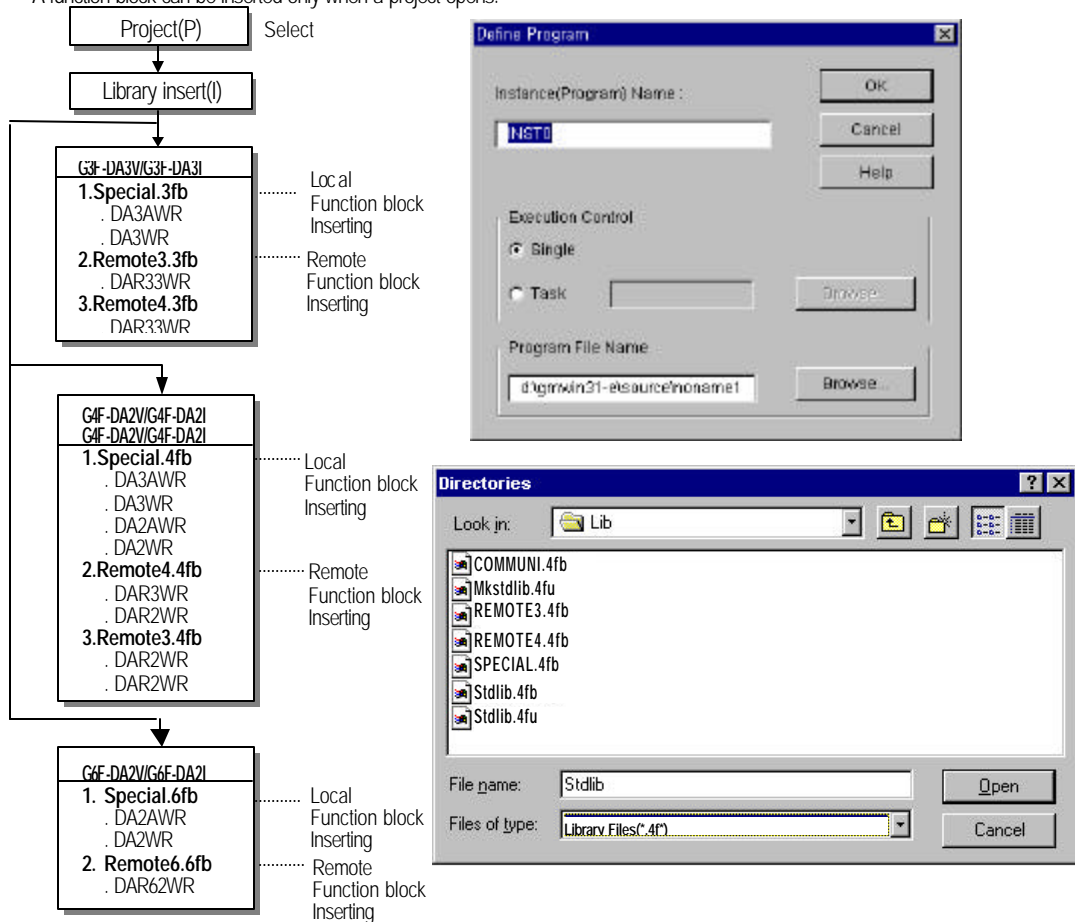 A function block can be inserted only when a project opens.
Project(P)
Select
Library insert(I)
G3F-DA3V/G3F-DA3I
1.Special.3fb
. DA3AWR
. DA3WR
2.Remote3.3fb
. DAR33WR
3.Remote4.3fb
DAR33WR
Local
Function block
Inserting
Remote
Function block
Inserting
G4F-DA2V/G4F-DA2I
G4F-DA2V/G4F-DA2I
1.Special.4fb
. DA3AWR
. DA3WR
. DA2AWR
. DA2WR
2.Remote4.4fb
. DAR3WR
. DAR2WR
3.Remote3.4fb
. DAR2WR
. DAR2WR
Local
Function block
Inserting
Remote
Function block
Inserting
G6F-DA2V/G6F-DA2I
1. Special.6fb
. DA2AWR
. DA2WR
2. Remote6.6fb
. DAR62WR
Local
Function block
Inserting
Remote
Function block
Inserting
Define Program
Instance(Program) Name :
INST0
OK
Cancel
Help
Execution Control
Single
Task
Browse...
Program File Name
d:\gmwin31-e\source\noname1
Browse...
Directories
Look in:
Lib
COMMUNI.4fb
Mkstdlib.4fu
REMOTE3.4fb
REMOTE4.4fb
SPECIAL.4fb
Stdlib.4fb
Stdlib.4fu
File name:
Stdlib
Open
Files of type:
Library Files(*.4f*)
Cancel